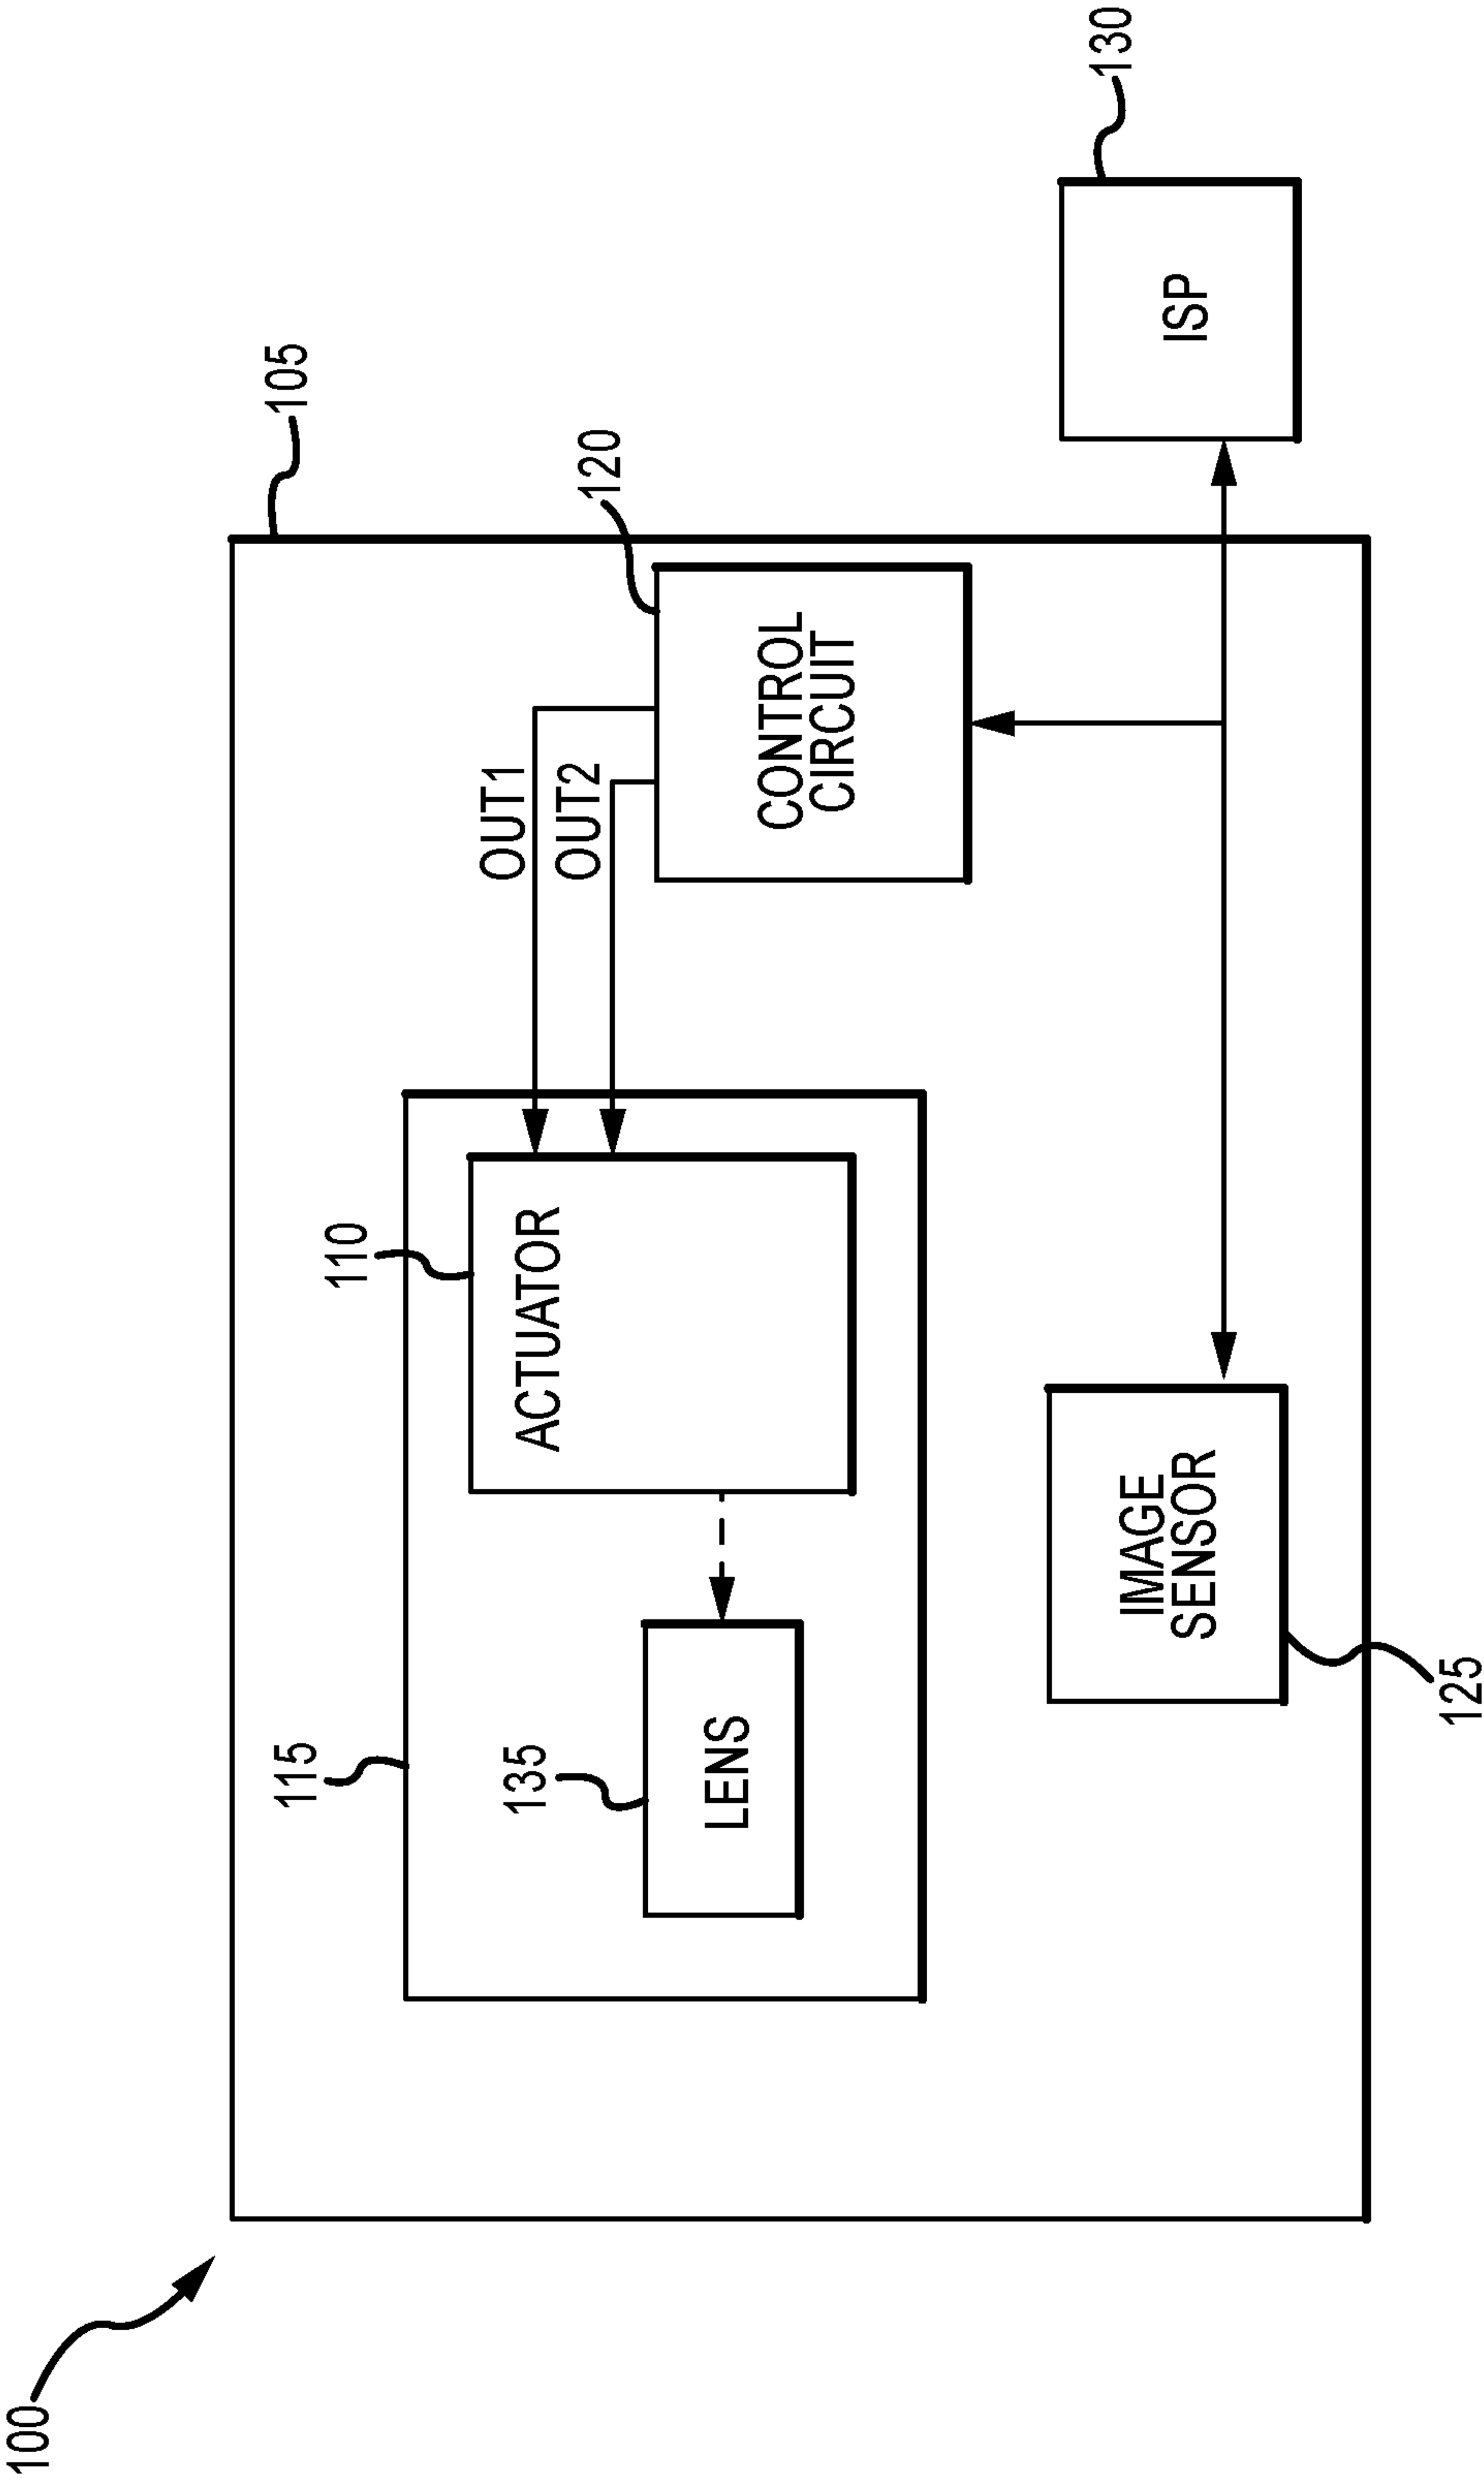 100
105
115
110
ACTUATOR
135
LENS
OUT1
OUT2
120
CONTROL
CIRCUIT
IMAGE
SENSOR
125
130
ISP